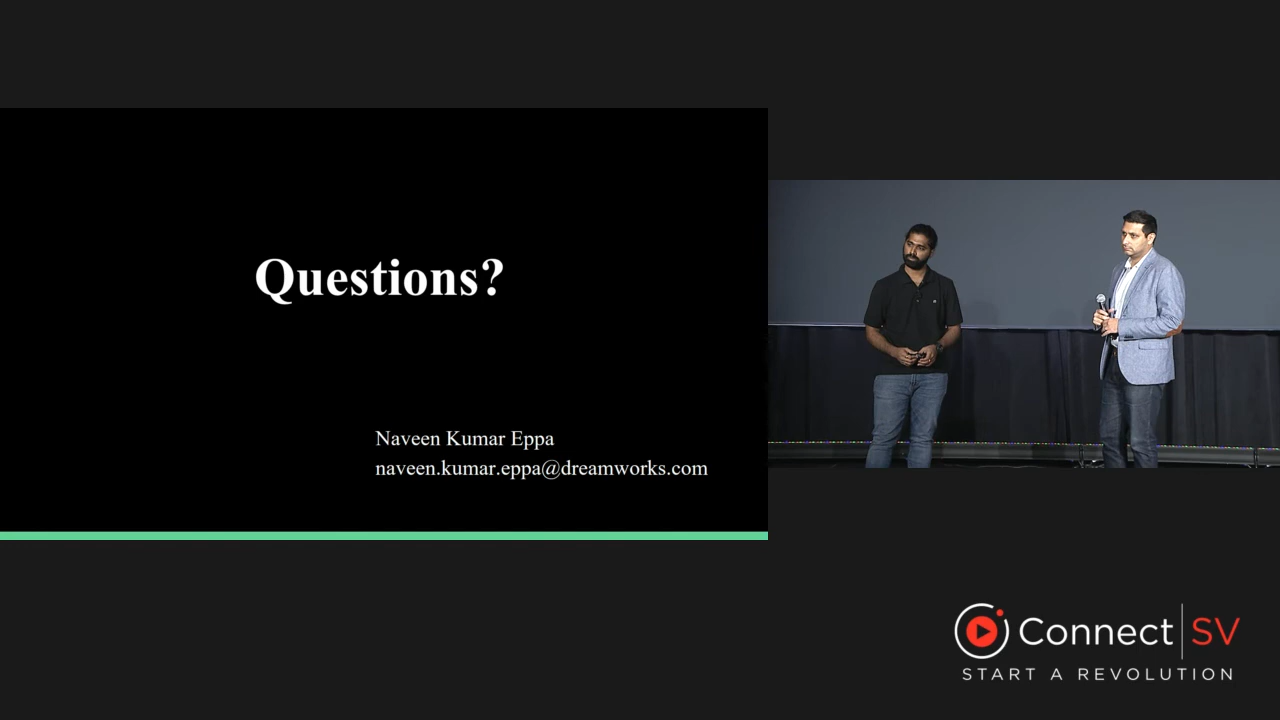 Questions?
Naveen Kumar Eppa
naveen.kumar.eppa@dreamworks.com
Connect SV
START A REVOLUTION